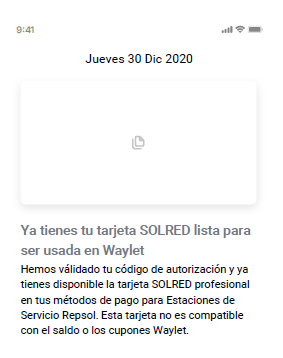 9:41
Jueves 30 Dic 2020
Ya tienes tu tarjeta SOLRED lista para
ser usada en Waylet
Hemos válidado tu código de autorización y ya
tienes disponible la tarjeta SOLRED profesional
en tus métodos de pago para Estaciones de
Servicio Repsol. Esta tarjeta no es compatible
con el saldo o los cupones Waylet.